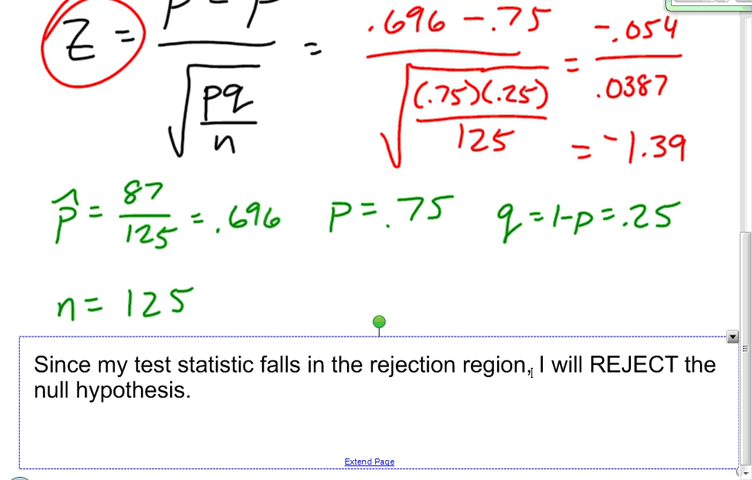 Z = p̂ - p / √(pq/n) = .696 - .75 / √((.75)(.25)/125) = -.054 / .0387
= -1.39
p̂ = 87/125 = .696 p = .75 q = 1-p = .25
n = 125
Since my test statistic falls in the rejection region, I will REJECT the
null hypothesis.
Extend Page